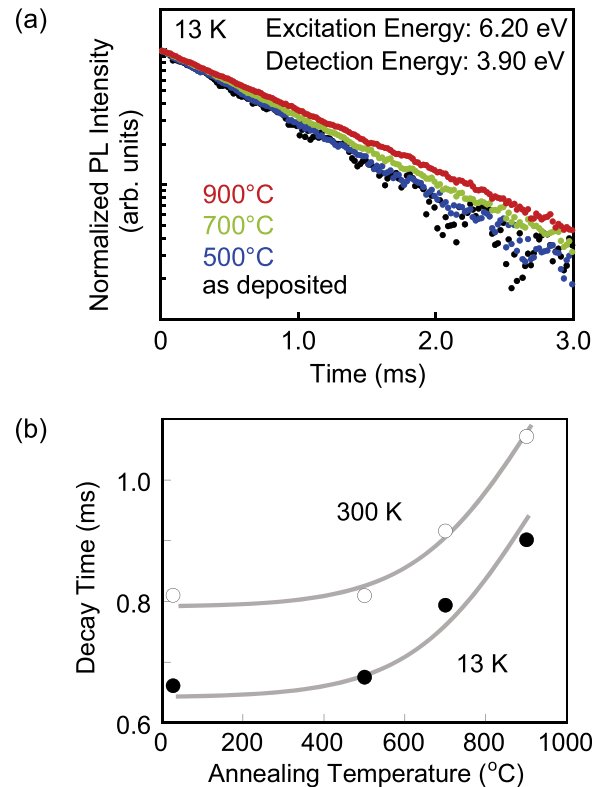 (a)
13 K
Excitation Energy: 6.20 eV
Detection Energy: 3.90 eV
Normalized PL Intensity
(arb. units)
900°C
700°C
500°C
as deposited
0 1.0 2.0 3.0
Time (ms)
(b)
Decay Time (ms)
1.0
0.8
0.6
300 K
13 K
0 200 400 600 800 1000
Annealing Temperature (°C)